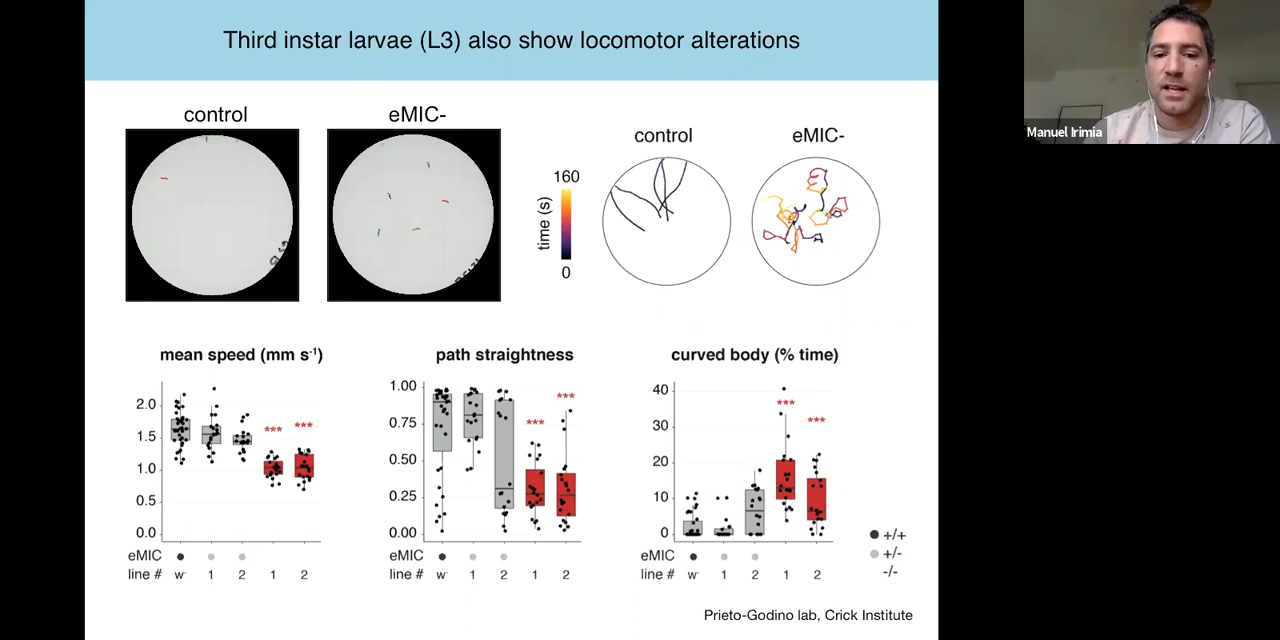 Third instar larvae (L3) also show locomotor alterations
Manuel Irimia
control
eMIC-
control
eMIC-
160
time (s)
0
mean speed (mm s⁻¹)
2.0
1.5
1.0
0.5
0.0
*** ***
eMIC
line # w⁻ 1 2 1 2
path straightness
1.00
0.75
0.50
0.25
0.00
*** ***
eMIC
line # w⁻ 1 2 1 2
curved body (% time)
40
30
20
10
0
*** ***
eMIC
line # w⁻ 1 2 1 2
+/+
+/-
-/-
Prieto-Godino lab, Crick Institute